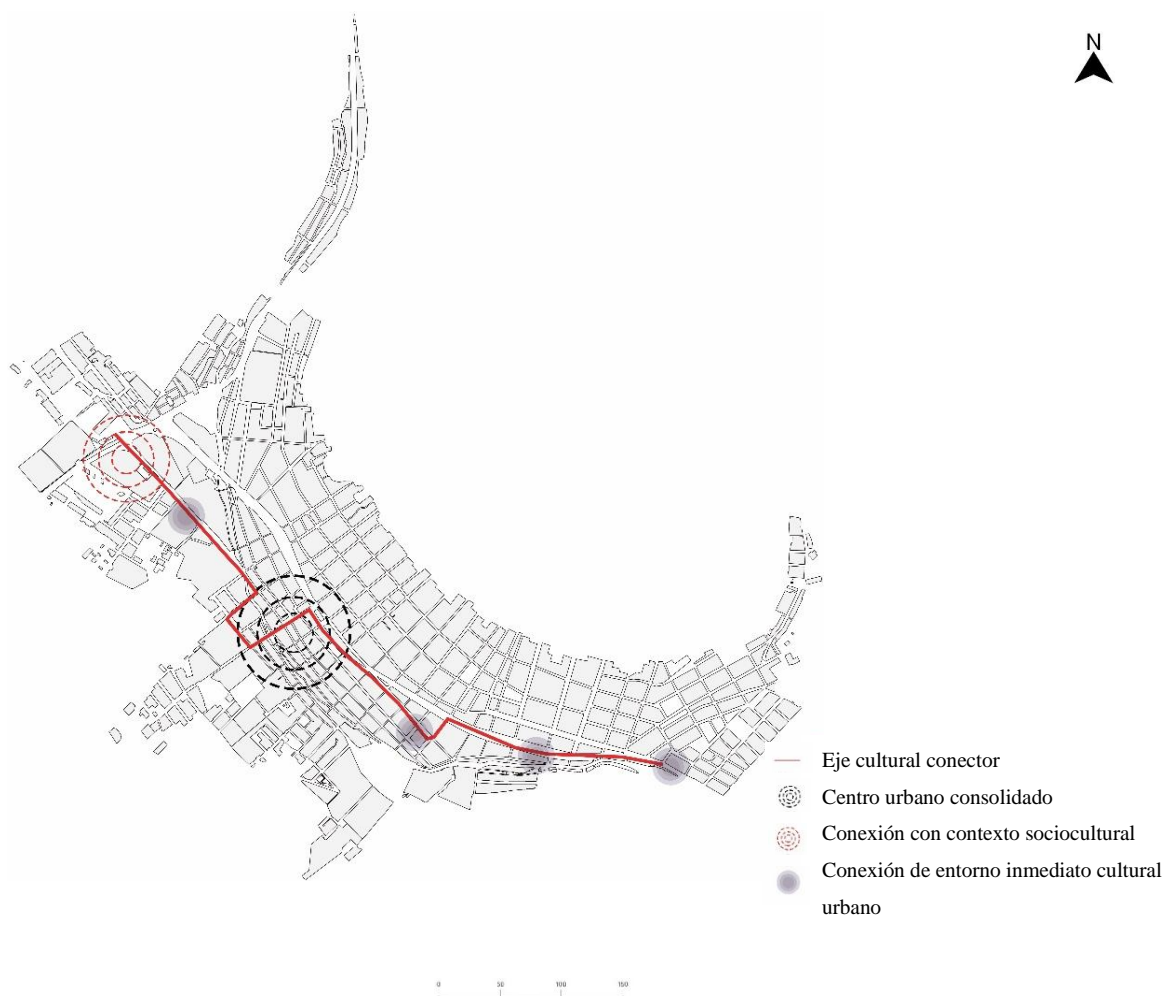 N
Eje cultural conector
Centro urbano consolidado
Conexión con contexto sociocultural
Conexión de entorno inmediato cultural
urbano
0 50 100 150